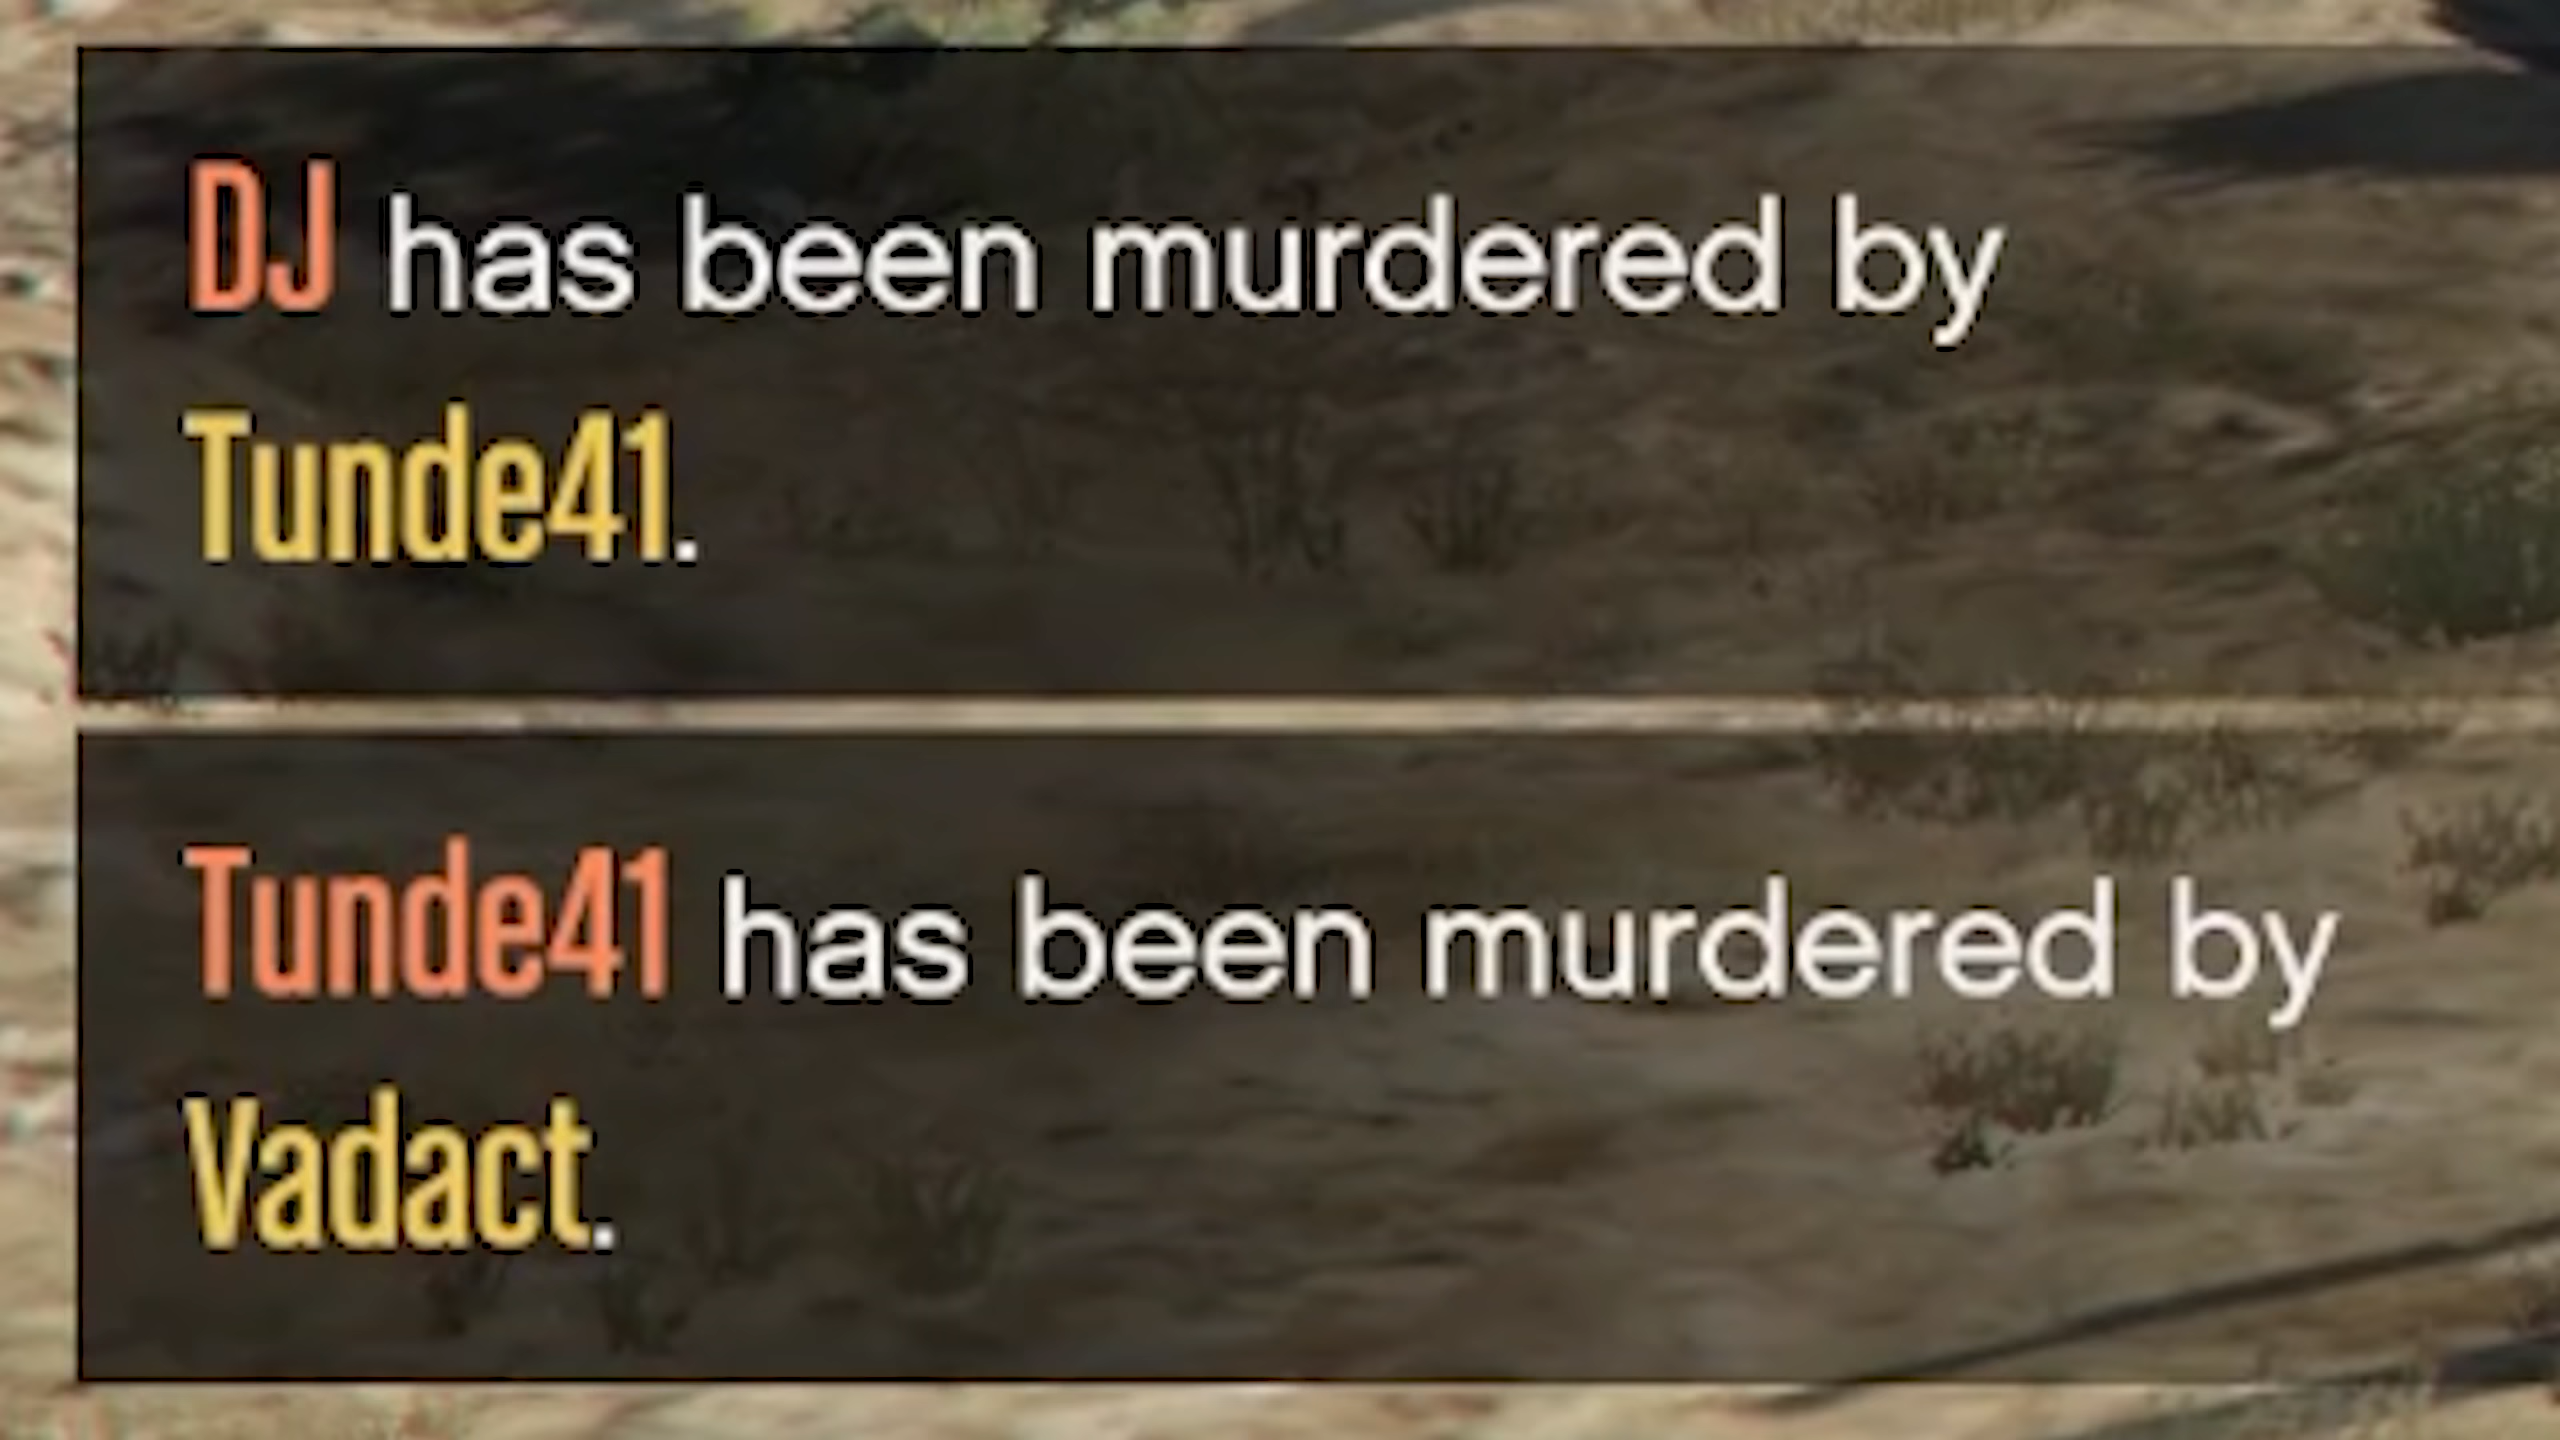 DJ has been murdered by
Tunde41.
Tunde41 has been murdered by
Vadact.